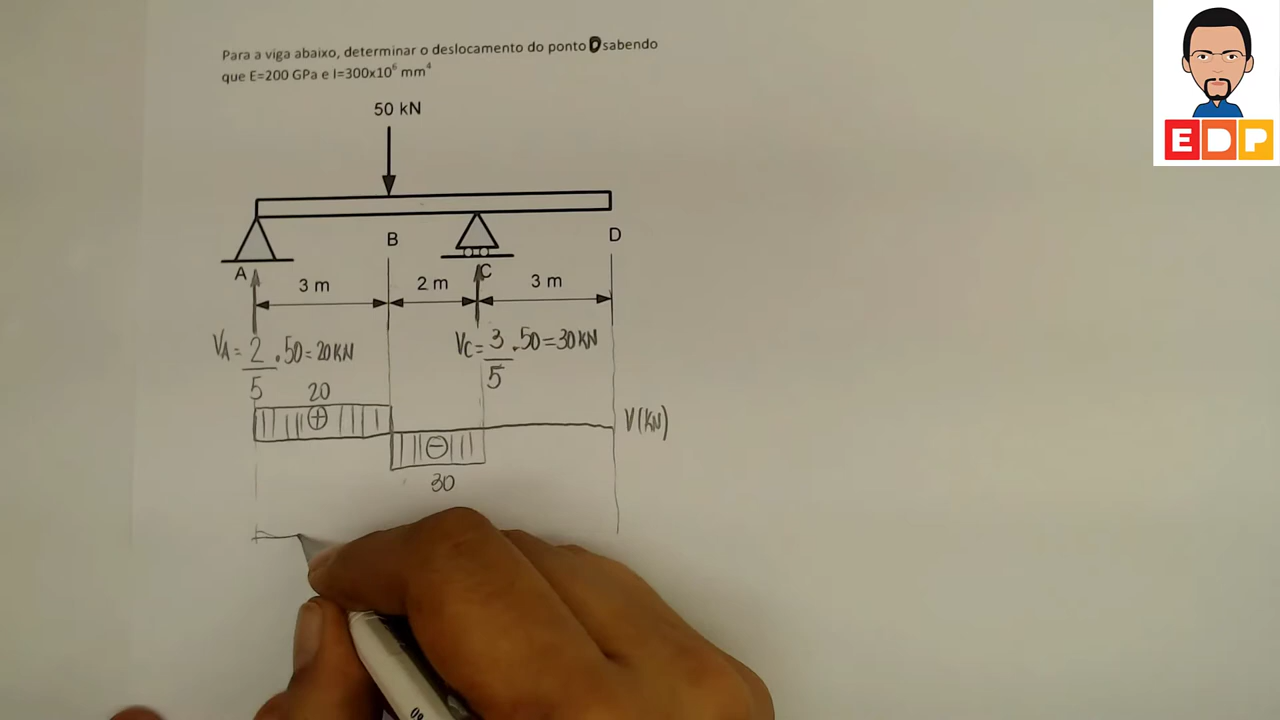 Para a viga abaixo, determinar o deslocamento do ponto D sabendo
que E=200 GPa e I=300x10⁶ mm⁴
50 kN
B
D
A
C
3 m
2 m
3 m
VA = 2/5 . 50 = 20 KN
VC = 3/5 . 50 = 30 KN
20
+
V (KN)
−
30
EDP
09